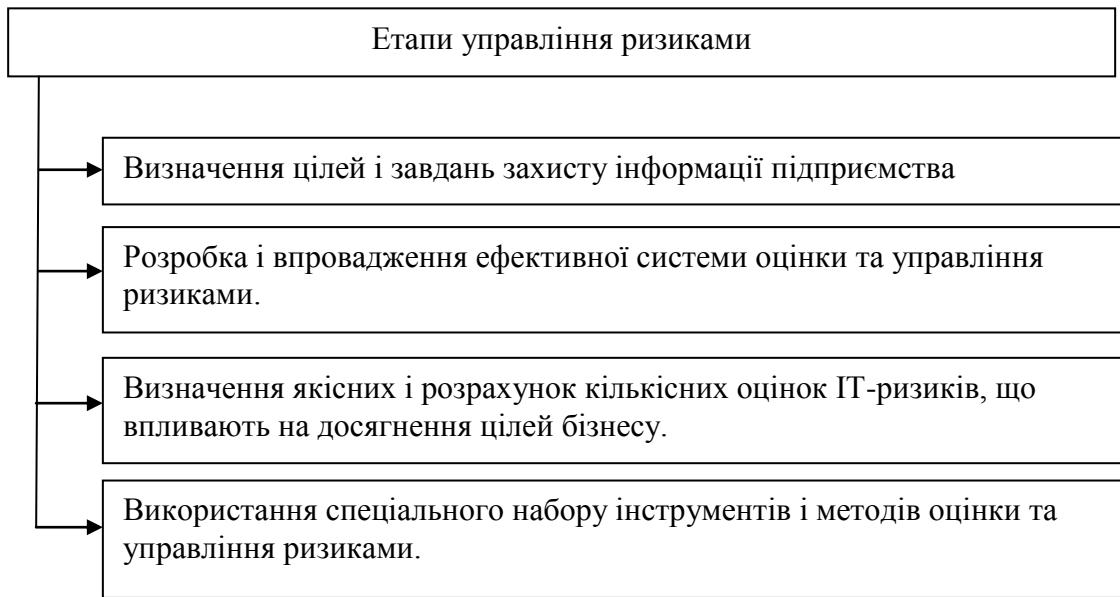 Етапи управління ризиками
Визначення цілей і завдань захисту інформації підприємства
Розробка і впровадження ефективної системи оцінки та управління
ризиками.
Визначення якісних і розрахунок кількісних оцінок ІТ-ризиків, що
впливають на досягнення цілей бізнесу.
Використання спеціального набору інструментів і методів оцінки та
управління ризиками.